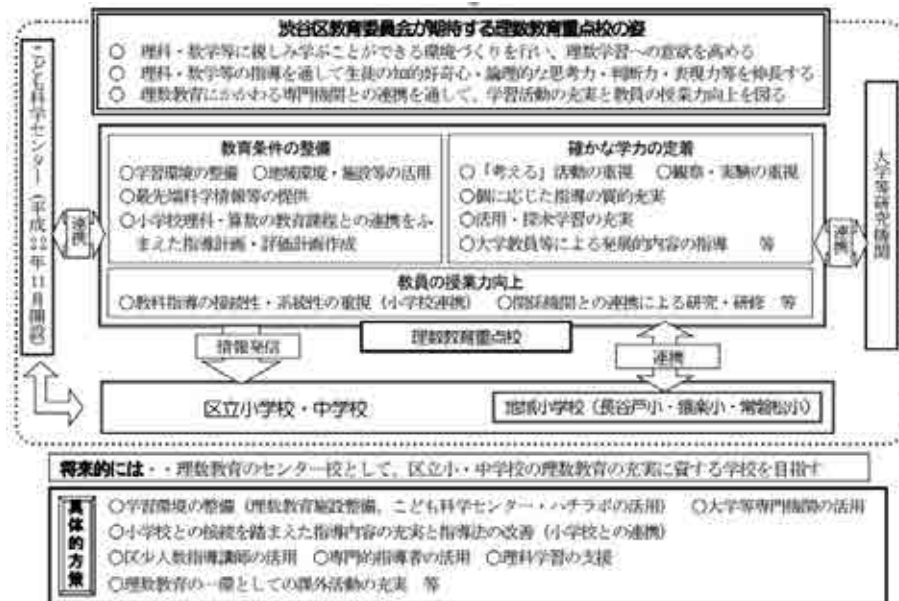 渋谷区教育委員会が期待する理数教育重点校の姿
○ 理科・数学等に親しみ学ぶことができる環境づくりを行い、理数学習への意欲を高める
○ 理科・数学等の指導を通して生徒の知的好奇心・論理的な思考力・判断力・表現力等を伸長する
○ 理数教育にかかわる専門機関との連携を通して、学習活動の充実と教員の授業力向上を図る
こども科学センター（平成22年11月開設）
連携
教育条件の整備
○学習環境の整備 ○地域環境・施設等の活用
○最先端科学情報等の提供
○小学校理科・算数の教育課程との連携をふ
まえた指導計画・評価計画作成
確かな学力の定着
○「考える」活動の重視 ○観察・実験の重視
○個に応じた指導の質的充実
○活用・探求学習の充実
○大学教員等による発展的内容の指導 等
連携
大学等研究機関
教員の授業力向上
○教科指導の接続性・系統性の重視（小学校連携） ○関係機関との連携による研究・研修 等
理数教育重点校
情報発信
連携
区立小学校・中学校
地域小学校（長谷戸小・猿楽小・常磐松小）
将来的には・・理数教育のセンター校として、区立小・中学校の理数教育の充実に資する学校を目指す
具体的方策
○学習環境の整備（理数教育施設整備、こども科学センター・ハチラボの活用） ○大学等専門機関の活用
○小学校との接続を踏まえた指導内容の充実と指導法の改善（小学校との連携）
○区少人数指導講師の活用 ○専門的指導者の活用 ○理科学習の支援
○理数教育の一環としての課外活動の充実 等